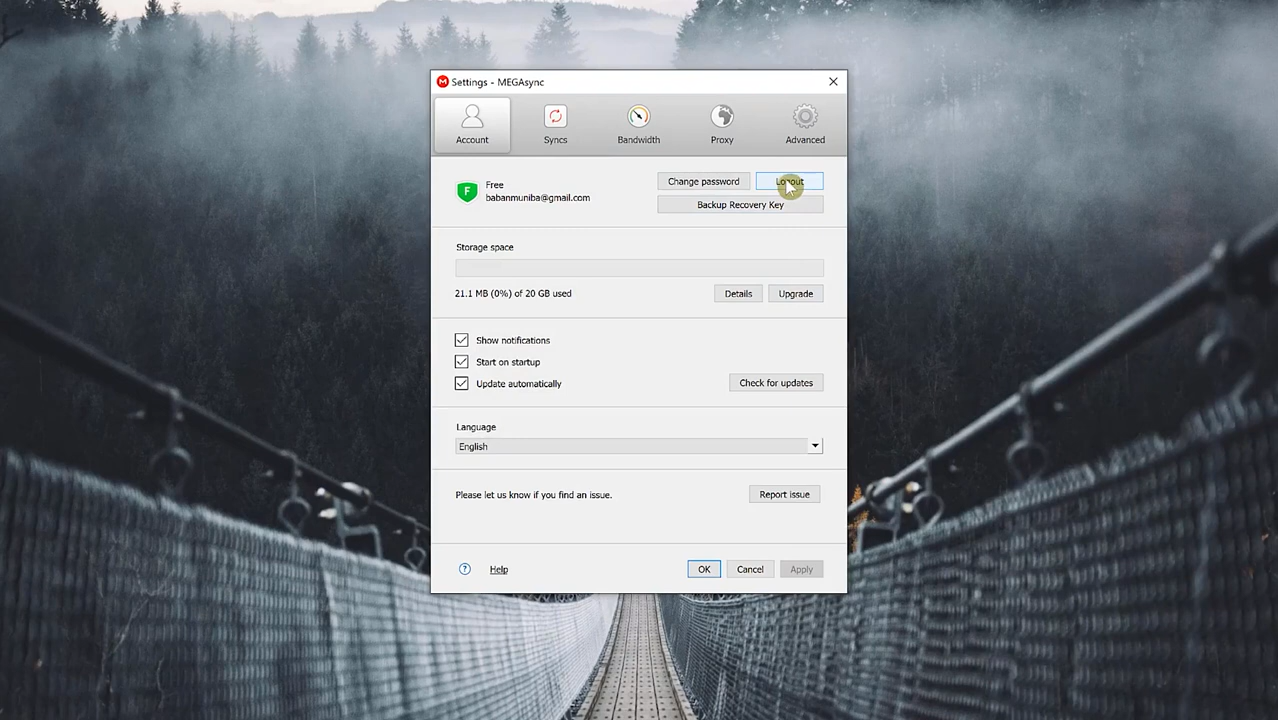 Settings - MEGAsync
Account
Syncs
Bandwidth
Proxy
Advanced
F
Free
babanmuniba@gmail.com
Change password
Logout
Backup Recovery Key
Storage space
21.1 MB (0%) of 20 GB used
Details
Upgrade
Show notifications
Start on startup
Update automatically
Check for updates
Language
English
Please let us know if you find an issue.
Report issue
?
Help
OK
Cancel
Apply